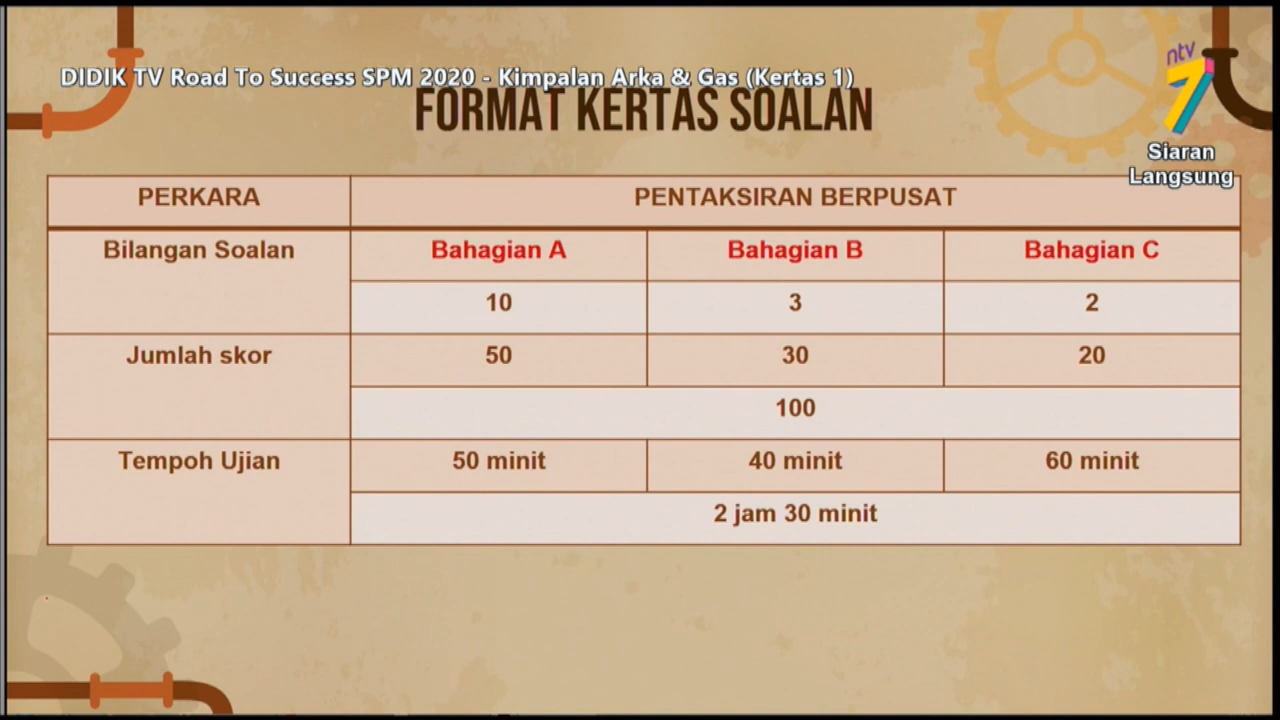 DIDIK TV Road To Success SPM 2020 - Kimpalan Arka & Gas (Kertas 1)
ntv
7
Siaran
Langsung
FORMAT KERTAS SOALAN
PERKARA PENTAKSIRAN BERPUSAT
Bilangan Soalan Bahagian A Bahagian B Bahagian C
10 3 2
Jumlah skor 50 30 20
100
Tempoh Ujian 50 minit 40 minit 60 minit
2 jam 30 minit